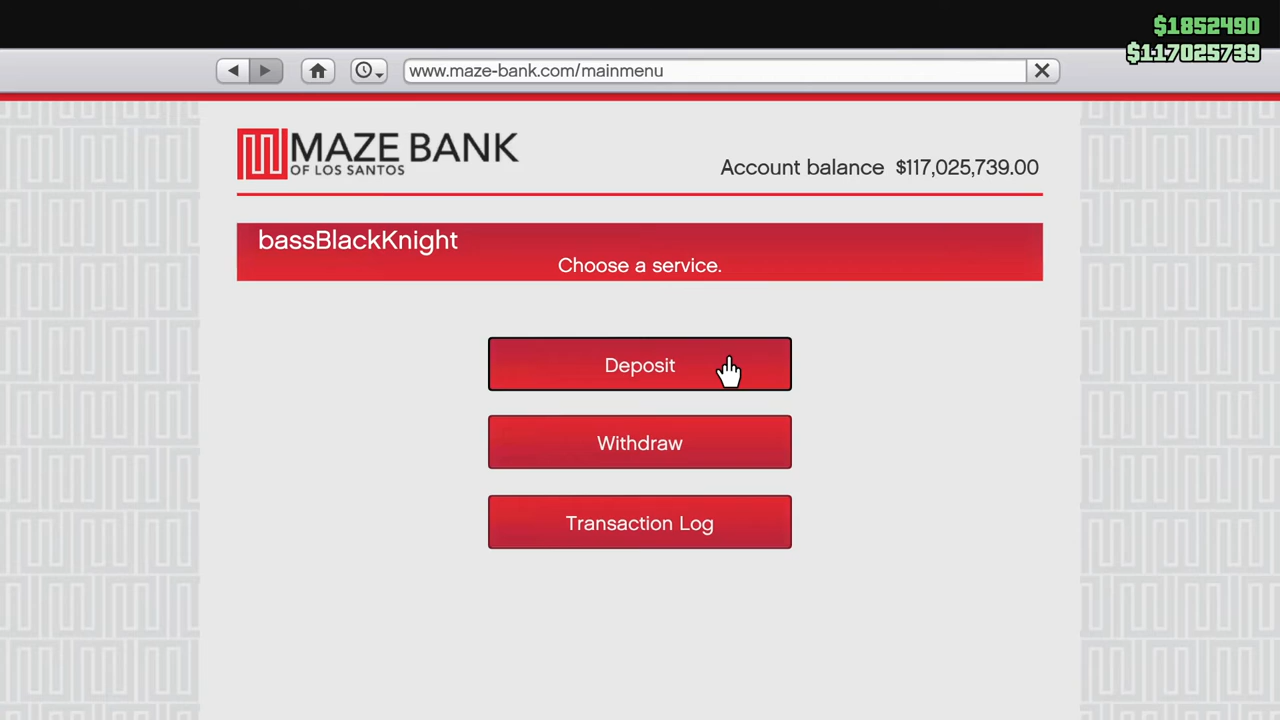 $1852490
$117025739
www.maze-bank.com/mainmenu
MAZE BANK
OF LOS SANTOS
Account balance $117,025,739.00
bassBlackKnight
Choose a service.
Deposit
Withdraw
Transaction Log